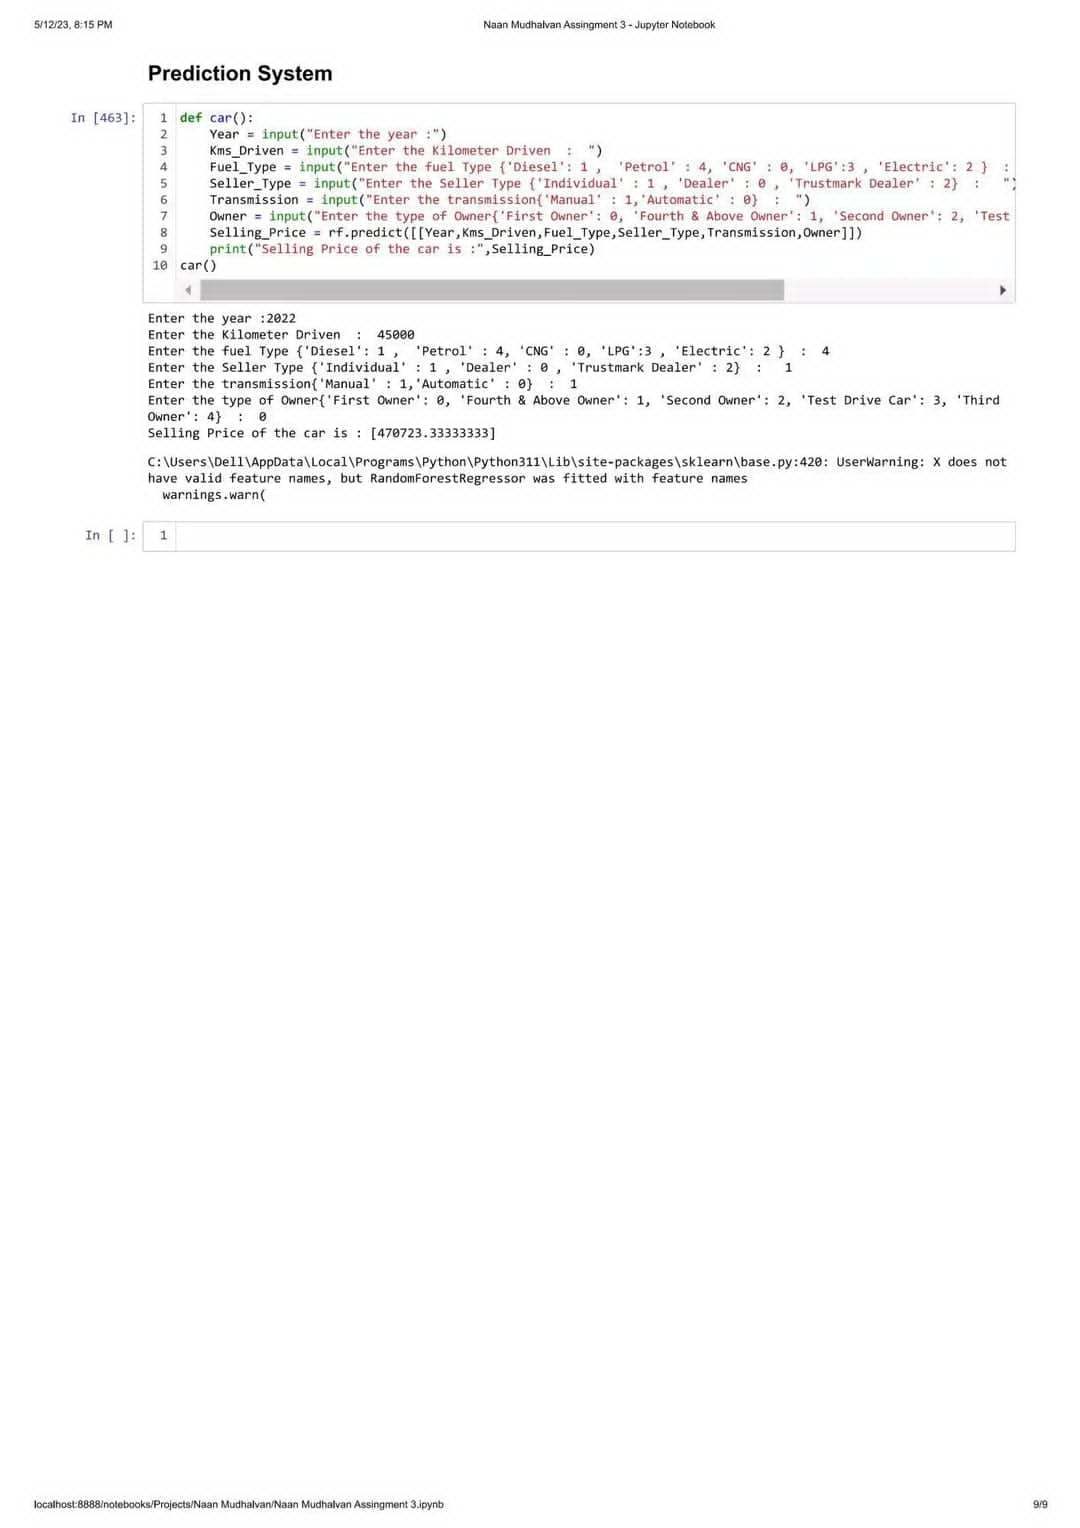 5/12/23, 8:15 PM
Naan Mudhalvan Assingment 3 - Jupyter Notebook
Prediction System
In [463]:
1 def car():
2     Year = input("Enter the year :")
3     Kms_Driven = input("Enter the Kilometer Driven  :  ")
4     Fuel_Type = input("Enter the fuel Type {'Diesel': 1 ,  'Petrol' : 4, 'CNG' : 0, 'LPG':3 , 'Electric': 2 }  :
5     Seller_Type = input("Enter the Seller Type {'Individual' : 1 , 'Dealer' : 0 , 'Trustmark Dealer' : 2}  :   ")
6     Transmission = input("Enter the transmission{'Manual' : 1,'Automatic' : 0}  :  ")
7     Owner = input("Enter the type of Owner{'First Owner': 0, 'Fourth & Above Owner': 1, 'Second Owner': 2, 'Test
8     Selling_Price = rf.predict([[Year,Kms_Driven,Fuel_Type,Seller_Type,Transmission,Owner]])
9     print("Selling Price of the car is :",Selling_Price)
10 car()
Enter the year :2022
Enter the Kilometer Driven  :  45000
Enter the fuel Type {'Diesel': 1 ,  'Petrol' : 4, 'CNG' : 0, 'LPG':3 , 'Electric': 2 }  :  4
Enter the Seller Type {'Individual' : 1 , 'Dealer' : 0 , 'Trustmark Dealer' : 2}  :   1
Enter the transmission{'Manual' : 1,'Automatic' : 0}  :  1
Enter the type of Owner{'First Owner': 0, 'Fourth & Above Owner': 1, 'Second Owner': 2, 'Test Drive Car': 3, 'Third
Owner': 4}  :  0
Selling Price of the car is : [470723.33333333]
C:\Users\Dell\AppData\Local\Programs\Python\Python311\Lib\site-packages\sklearn\base.py:420: UserWarning: X does not
have valid feature names, but RandomForestRegressor was fitted with feature names
  warnings.warn(
In [ ]:
1
localhost:8888/notebooks/Projects/Naan Mudhalvan/Naan Mudhalvan Assingment 3.ipynb
9/9